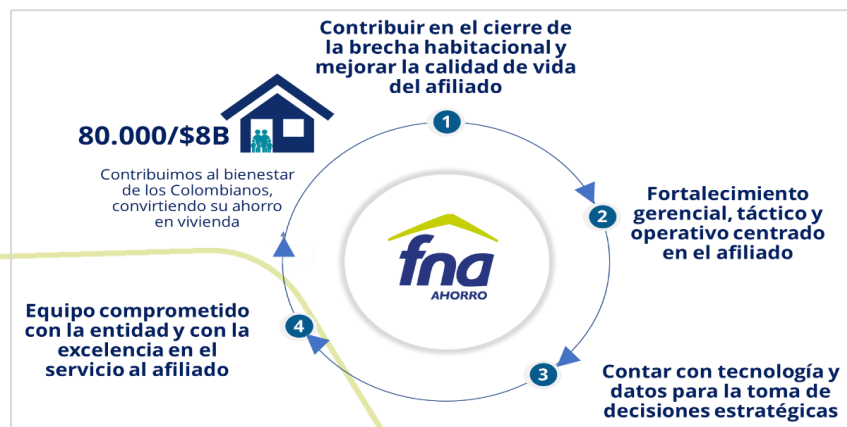 Contribuir en el cierre de
la brecha habitacional y
mejorar la calidad de vida
del afiliado
1
80.000/$8B
Contribuimos al bienestar
de los Colombianos,
convirtiendo su ahorro
en vivienda
2
Fortalecimiento
gerencial, táctico y
operativo centrado
en el afiliado
fna
AHORRO
Equipo comprometido
con la entidad y con la
excelencia en el
servicio al afiliado
4
3
Contar con tecnología y
datos para la toma de
decisiones estratégicas